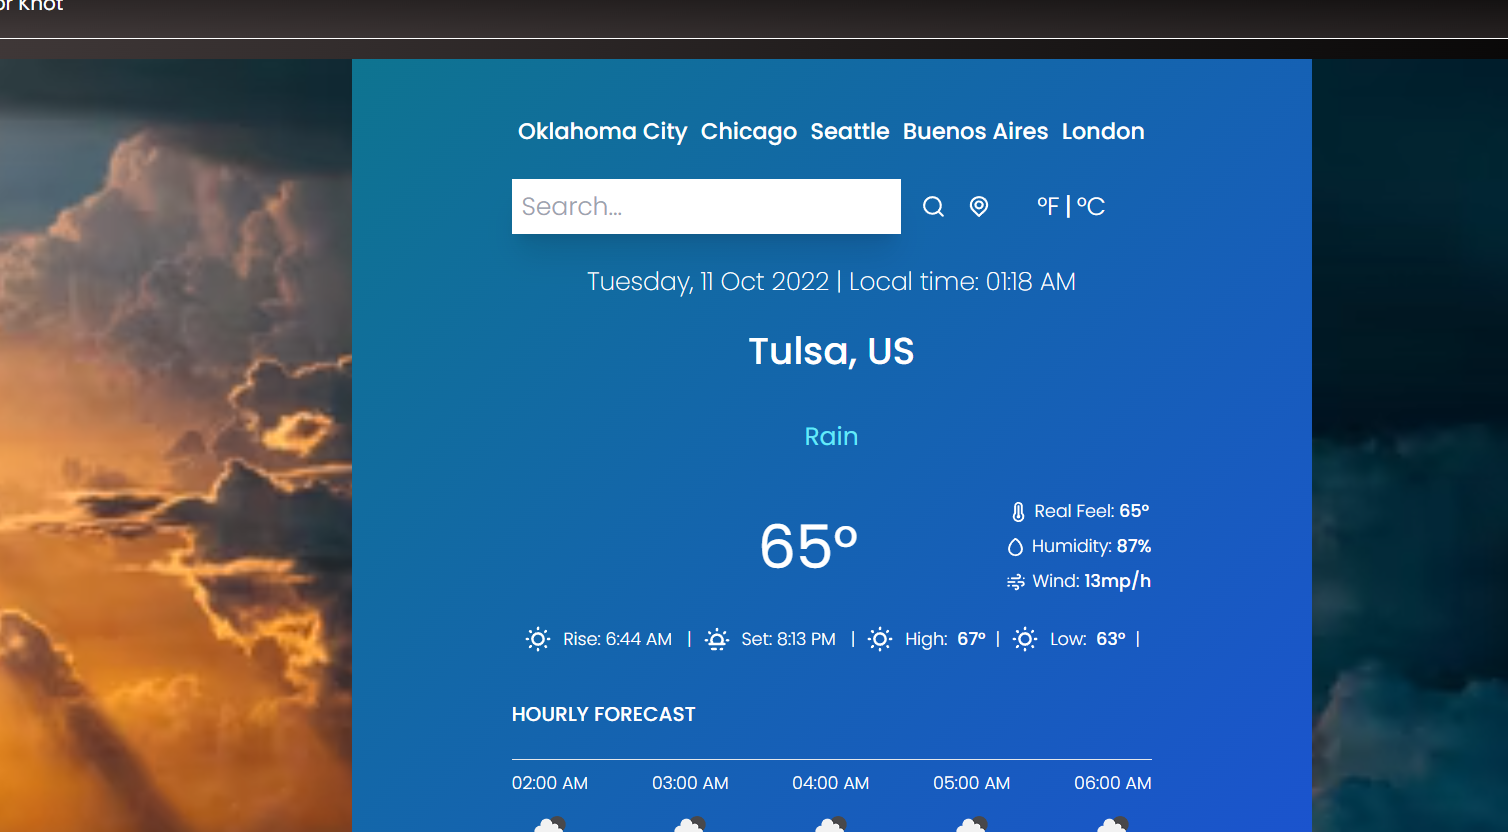 or Knot
Oklahoma City Chicago Seattle Buenos Aires London
Search...
°F | °C
Tuesday, 11 Oct 2022 | Local time: 01:18 AM
Tulsa, US
Rain
65°
Real Feel: 65°
Humidity: 87%
Wind: 13mp/h
Rise: 6:44 AM | Set: 8:13 PM | High: 67° | Low: 63° |
HOURLY FORECAST
02:00 AM 03:00 AM 04:00 AM 05:00 AM 06:00 AM